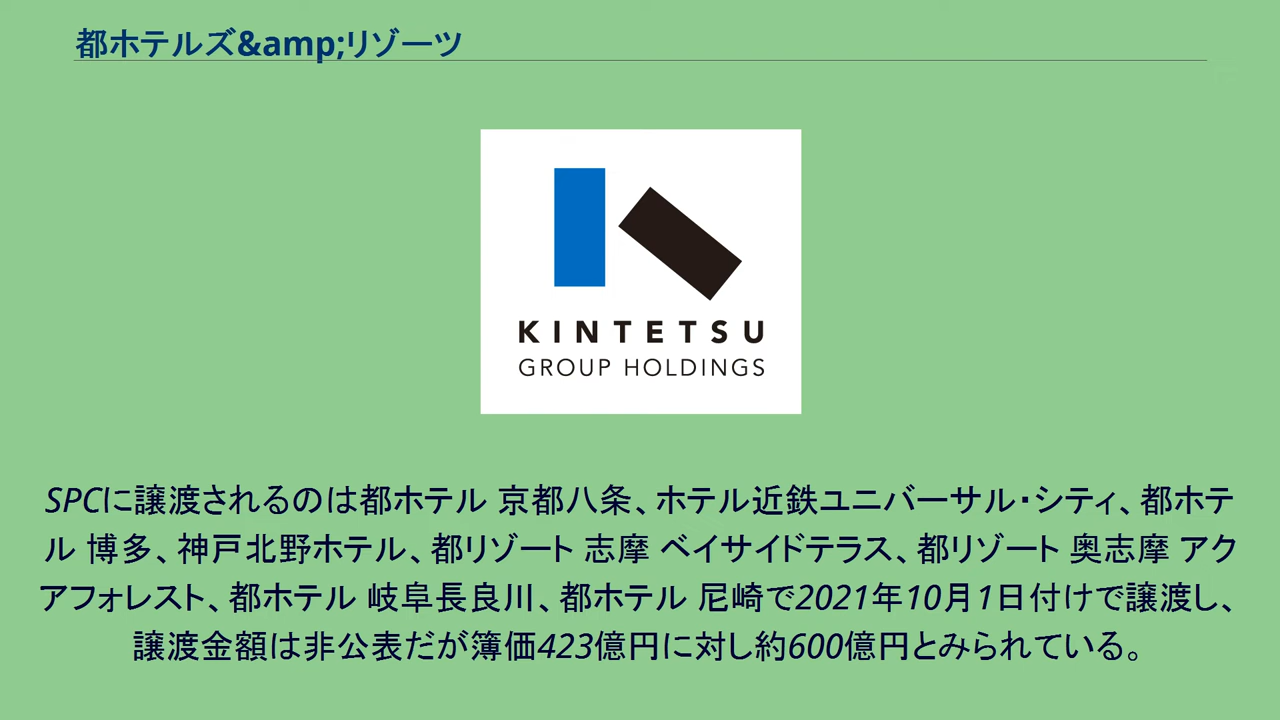 都ホテルズ&amp;リゾーツ
KINTETSU
GROUP HOLDINGS
SPCに譲渡されるのは都ホテル 京都八条、ホテル近鉄ユニバーサル・シティ、都ホテ
ル 博多、神戸北野ホテル、都リゾート 志摩 ベイサイドテラス、都リゾート 奥志摩 アク
アフォレスト、都ホテル 岐阜長良川、都ホテル 尼崎で2021年10月1日付けで譲渡し、
譲渡金額は非公表だが簿価423億円に対し約600億円とみられている。